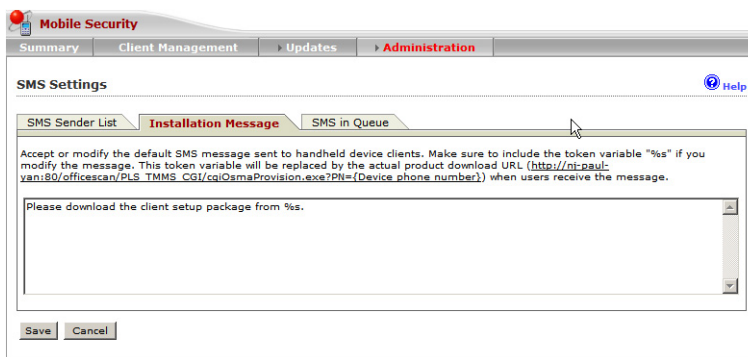 Mobile Security
Summary Client Management Updates Administration
SMS Settings
Help
SMS Sender List Installation Message SMS in Queue
Accept or modify the default SMS message sent to handheld device clients. Make sure to include the token variable "%s" if you
modify the message. This token variable will be replaced by the actual product download URL (http://nj-paul-
yan:80/officescan/PLS_TMMS_CGI/cgiOsmaProvision.exe?PN={Device phone number}) when users receive the message.
Please download the client setup package from %s.
Save Cancel